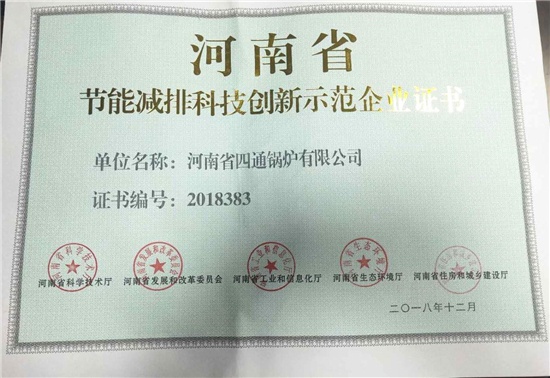 河南省
节能减排科技创新示范企业证书
单位名称：河南省四通锅炉有限公司
证书编号：2018383
河南省科学技术厅 河南省发展和改革委员会 河南省工业和信息化厅 河南省生态环境厅 河南省住房和城乡建设厅
二〇一八年十二月